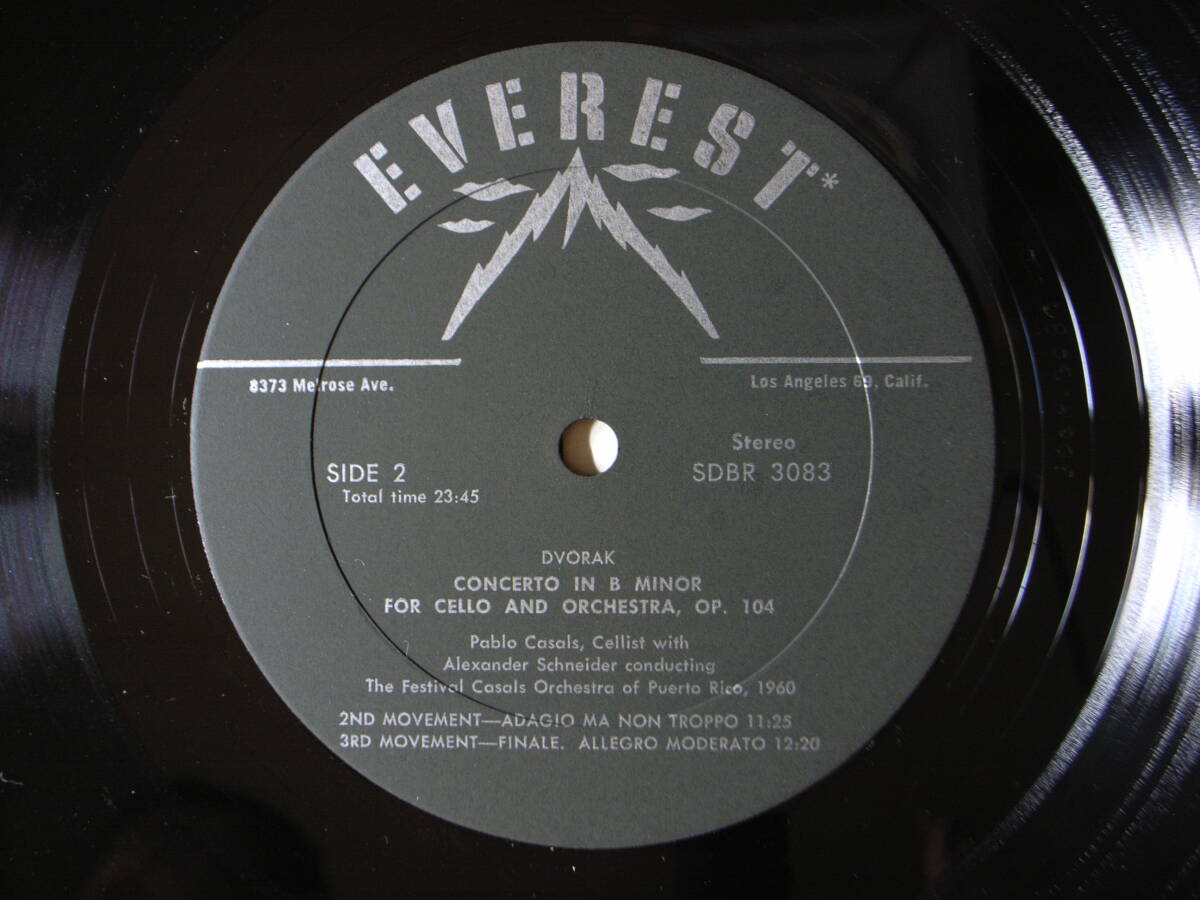 EVEREST*
8373 Melrose Ave.
Los Angeles 69, Calif.
Stereo
SIDE 2
SDBR 3083
Total time 23:45
DVORAK
CONCERTO IN B MINOR
FOR CELLO AND ORCHESTRA, OP. 104
Pablo Casals, Cellist with
Alexander Schneider conducting
The Festival Casals Orchestra of Puerto Rico, 1960
2ND MOVEMENT—ADAGIO MA NON TROPPO 11:25
3RD MOVEMENT—FINALE. ALLEGRO MODERATO 12:20